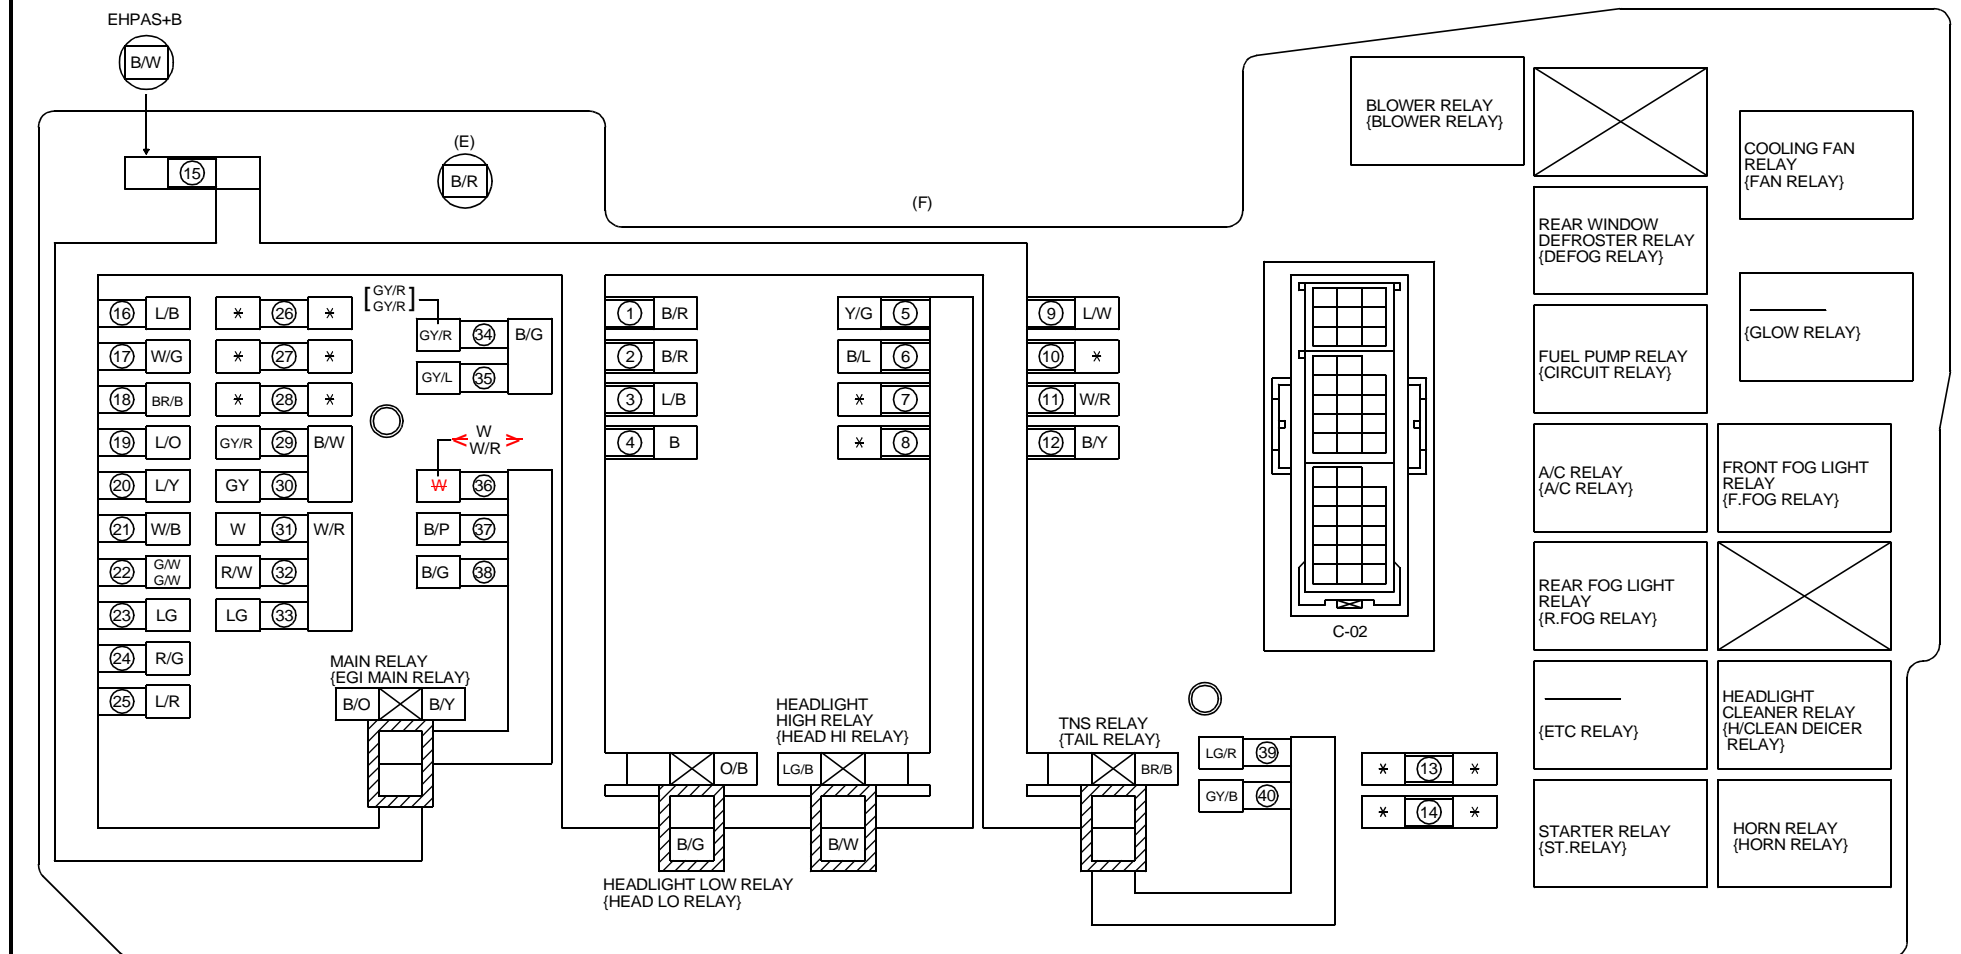 EHPAS+B
B/W
15
(E)
B/R
(F)
BLOWER RELAY
{BLOWER RELAY}
COOLING FAN
RELAY
{FAN RELAY}
REAR WINDOW
DEFROSTER RELAY
{DEFOG RELAY}
{GLOW RELAY}
FUEL PUMP RELAY
{CIRCUIT RELAY}
A/C RELAY
{A/C RELAY}
FRONT FOG LIGHT
RELAY
{F.FOG RELAY}
REAR FOG LIGHT
RELAY
{R.FOG RELAY}
{ETC RELAY}
HEADLIGHT
CLEANER RELAY
{H/CLEAN DEICER
RELAY}
STARTER RELAY
{ST.RELAY}
HORN RELAY
{HORN RELAY}
16 L/B
17 W/G
18 BR/B
19 L/O
20 L/Y
21 W/B
22 G/W
G/W
23 LG
24 R/G
25 L/R
* 26 *
* 27 *
* 28 *
GY/R 29 B/W
GY 30
W 31 W/R
R/W 32
LG 33
[GY/R
GY/R]
GY/R 34 B/G
GY/L 35
W
W/R
W 36
B/P 37
B/G 38
MAIN RELAY
{EGI MAIN RELAY}
B/O B/Y
1 B/R
2 B/R
3 L/B
4 B
Y/G 5
B/L 6
* 7
* 8
9 L/W
10 *
11 W/R
12 B/Y
C-02
HEADLIGHT
HIGH RELAY
{HEAD HI RELAY}
O/B
LG/B
B/G
B/W
HEADLIGHT LOW RELAY
{HEAD LO RELAY}
TNS RELAY
{TAIL RELAY}
BR/B
LG/R 39
GY/B 40
* 13 *
* 14 *